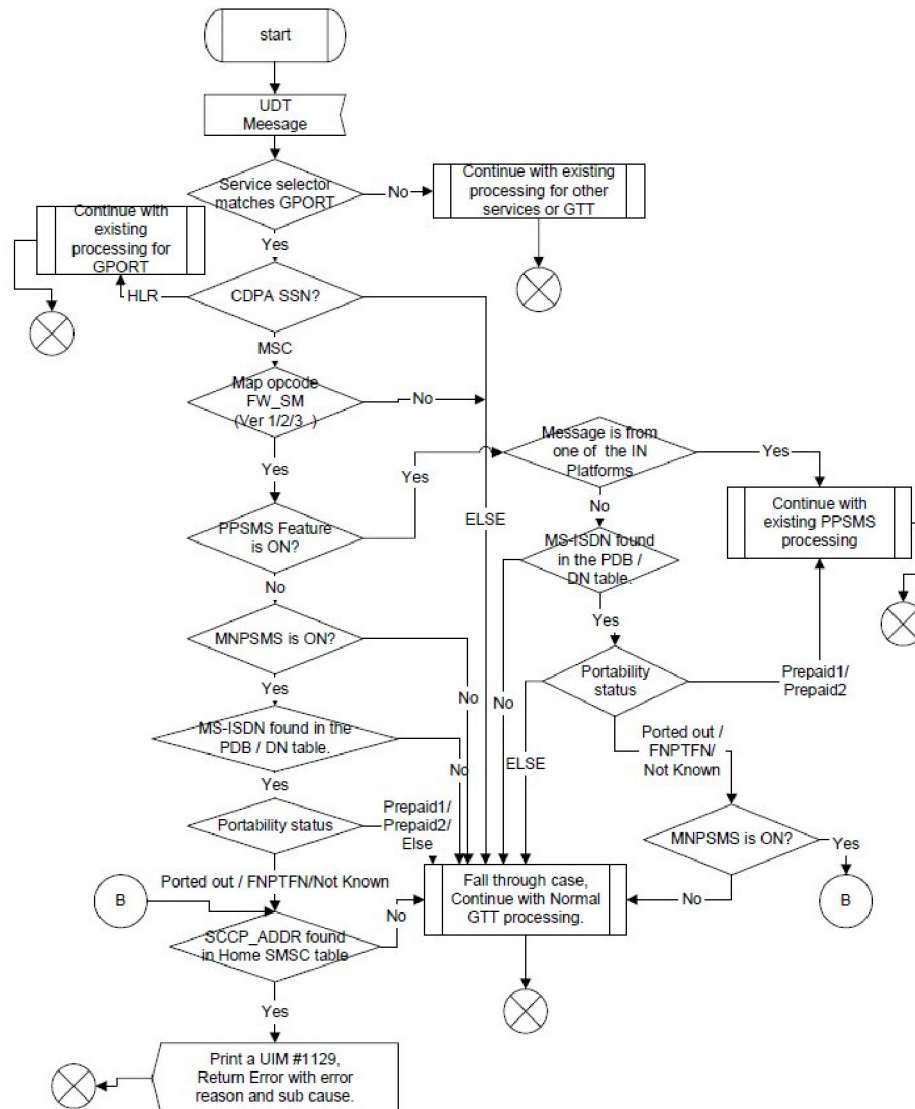 start
UDT
Meesage
Service selector
matches GPORT
No
Continue with existing
processing for other
services or GTT
Yes
Continue with
existing
processing for
GPORT
HLR
CDPA SSN?
MSC
Map opcode
FW_SM
(Ver 1/2/3 )
No
Yes
Message is from
one of the IN
Platforms
Yes
Yes
No
ELSE
PPSMS Feature
is ON?
Continue with
existing PPSMS
processing
MS-ISDN found
in the PDB /
DN table.
No
Yes
MNPSMS is ON?
Portability
status
Prepaid1/
Prepaid2
No
No
Yes
MS-ISDN found in the
PDB / DN table.
Ported out /
FNPTFN/
Not Known
No
ELSE
Yes
Portability status
Prepaid1/
Prepaid2/
Else
MNPSMS is ON?
Yes
Ported out / FNPTFN/Not Known
B
Fall through case,
Continue with Normal
GTT processing.
No
B
No
SCCP_ADDR found
in Home SMSC table
Yes
Print a UIM #1129,
Return Error with error
reason and sub cause.